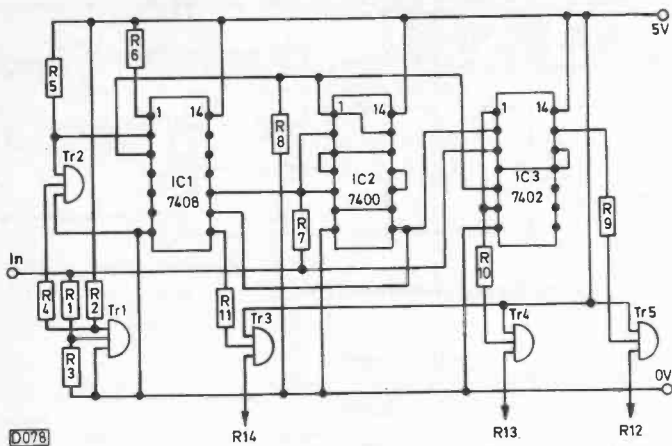 5V
R6
R5
1 14
R8
1 14
1 14
Tr2
IC1
7408
IC2
7400
IC3
7402
R9
R7
In
R10
R4
R1
R2
Tr1
R11
Tr3
Tr4
Tr5
R3
0V
D078
R14
R13
R12